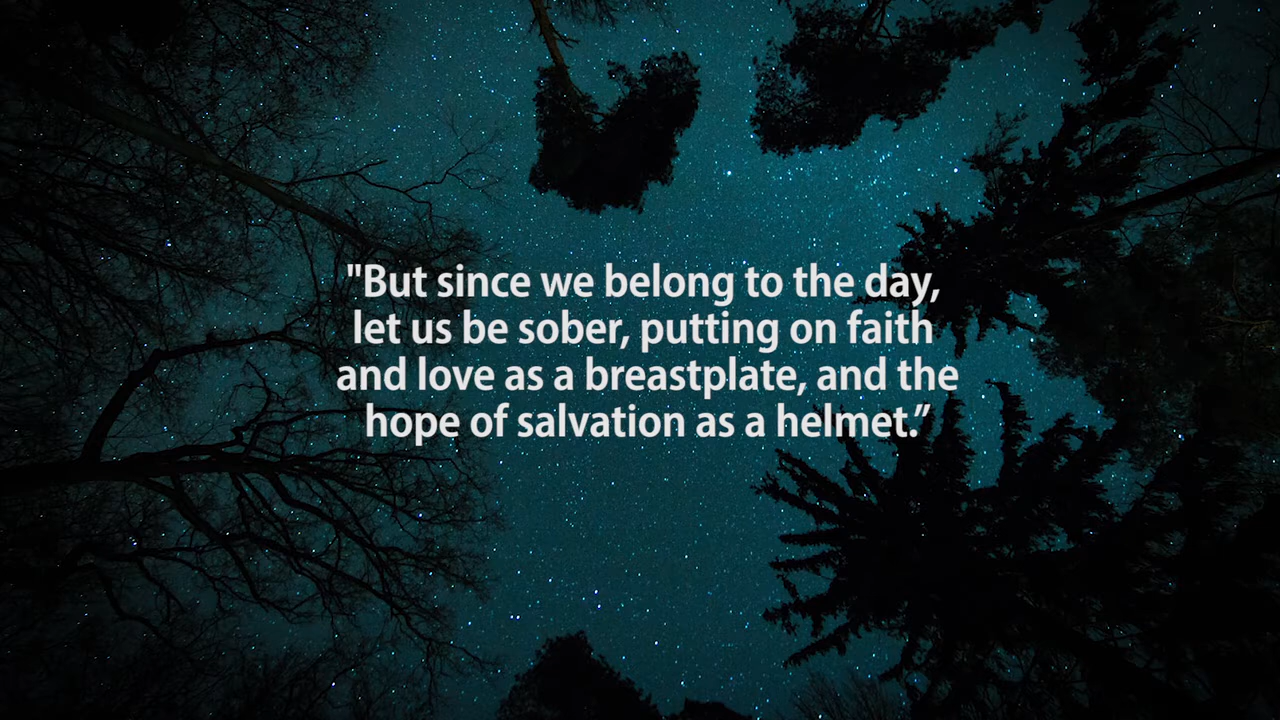 "But since we belong to the day,
let us be sober, putting on faith
and love as a breastplate, and the
hope of salvation as a helmet.”